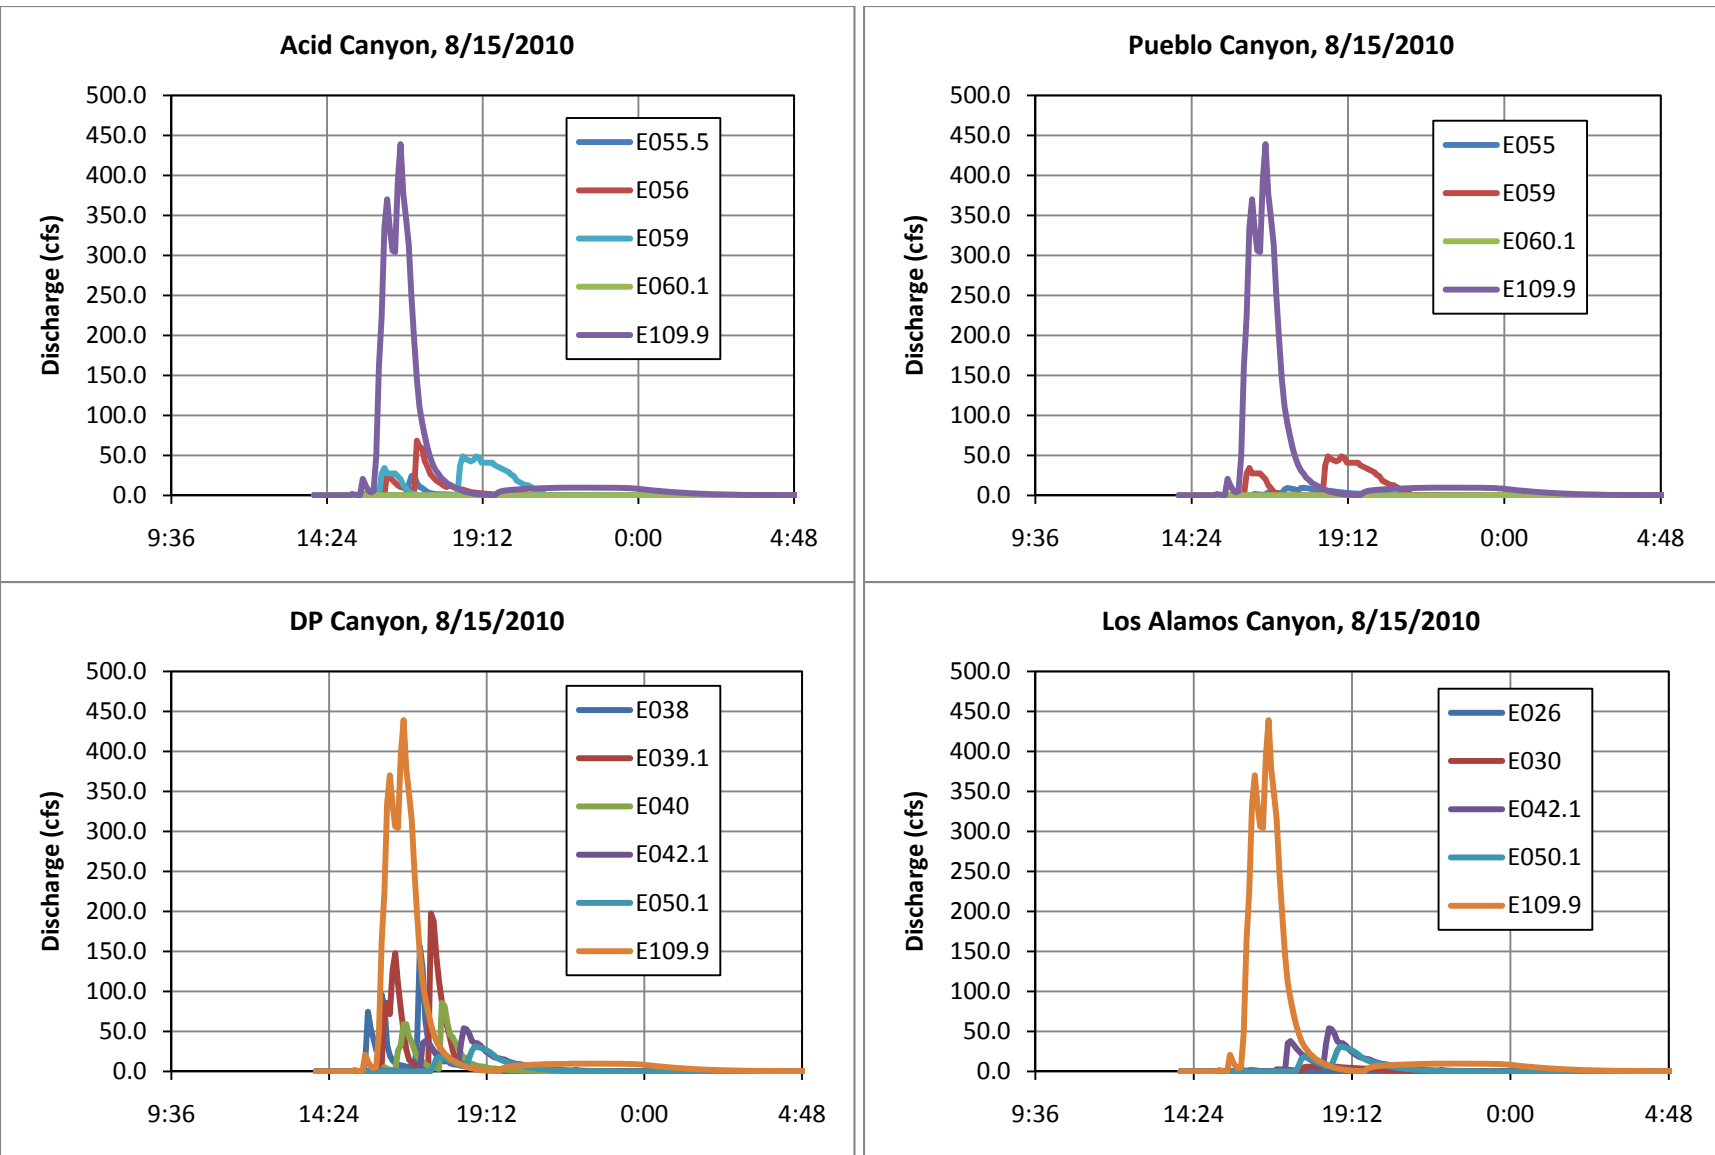 Acid Canyon, 8/15/2010
Discharge (cfs)
500.0
450.0
400.0
350.0
300.0
250.0
200.0
150.0
100.0
50.0
0.0
9:36 14:24 19:12 0:00 4:48
E055.5
E056
E059
E060.1
E109.9
Pueblo Canyon, 8/15/2010
Discharge (cfs)
500.0
450.0
400.0
350.0
300.0
250.0
200.0
150.0
100.0
50.0
0.0
9:36 14:24 19:12 0:00 4:48
E055
E059
E060.1
E109.9
DP Canyon, 8/15/2010
Discharge (cfs)
500.0
450.0
400.0
350.0
300.0
250.0
200.0
150.0
100.0
50.0
0.0
9:36 14:24 19:12 0:00 4:48
E038
E039.1
E040
E042.1
E050.1
E109.9
Los Alamos Canyon, 8/15/2010
Discharge (cfs)
500.0
450.0
400.0
350.0
300.0
250.0
200.0
150.0
100.0
50.0
0.0
9:36 14:24 19:12 0:00 4:48
E026
E030
E042.1
E050.1
E109.9